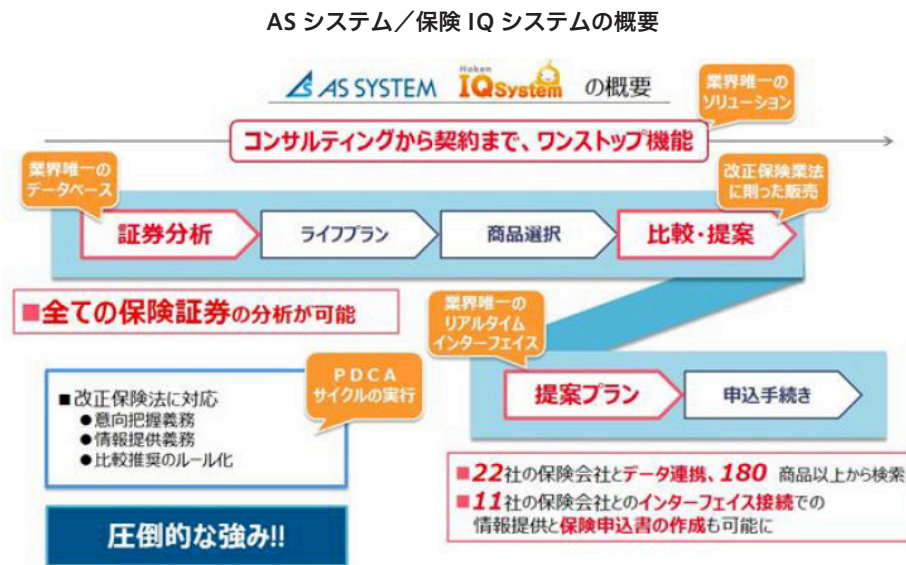 AS システム／保険 IQ システムの概要
AS SYSTEM Hoken IQSystem の概要
業界唯一の
ソリューション
コンサルティングから契約まで、ワンストップ機能
業界唯一の
データベース
改正保険業法
に則った販売
証券分析
ライフプラン
商品選択
比較・提案
■全ての保険証券の分析が可能
業界唯一の
リアルタイム
インターフェイス
PDCA
サイクルの実行
■改正保険法に対応
●意向把握義務
●情報提供義務
●比較推奨のルール化
提案プラン
申込手続き
■22社の保険会社とデータ連携、180 商品以上から検索
■11社の保険会社とのインターフェイス接続での
情報提供と保険申込書の作成も可能に
圧倒的な強み!!